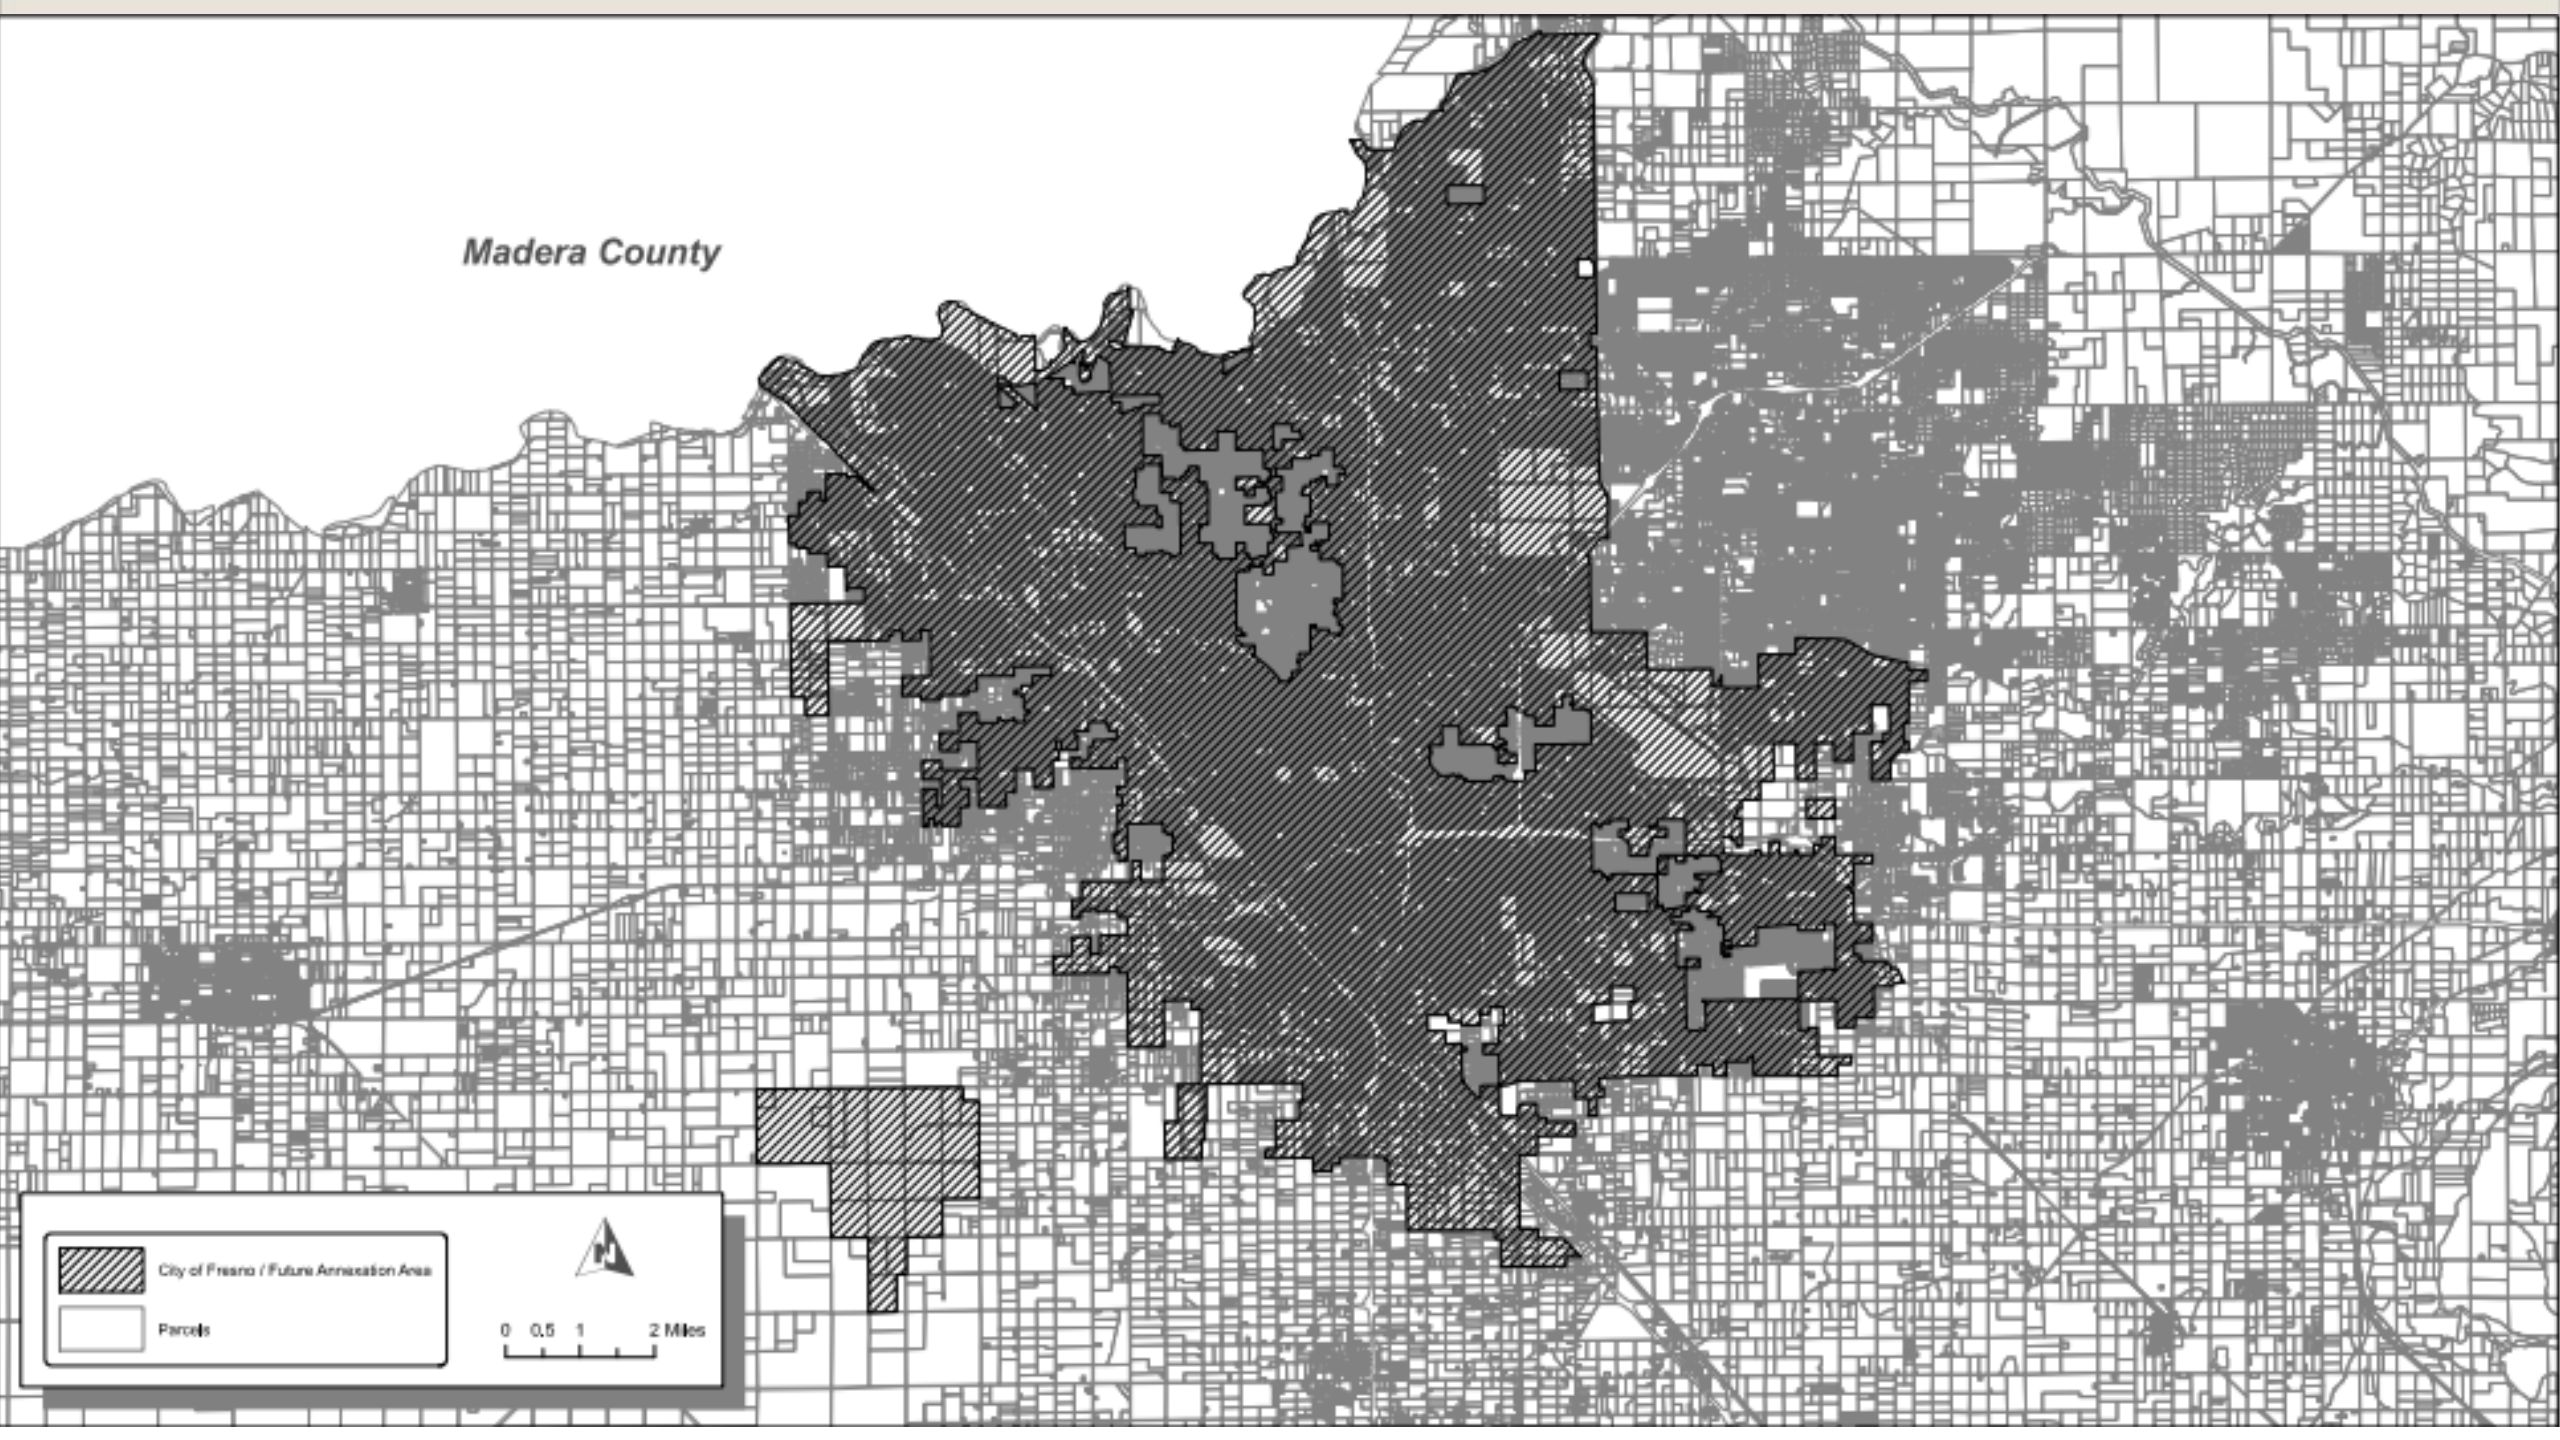 Madera County
City of Fresno / Future Annexation Area
Parcels
N
0 0.5 1 2 Miles